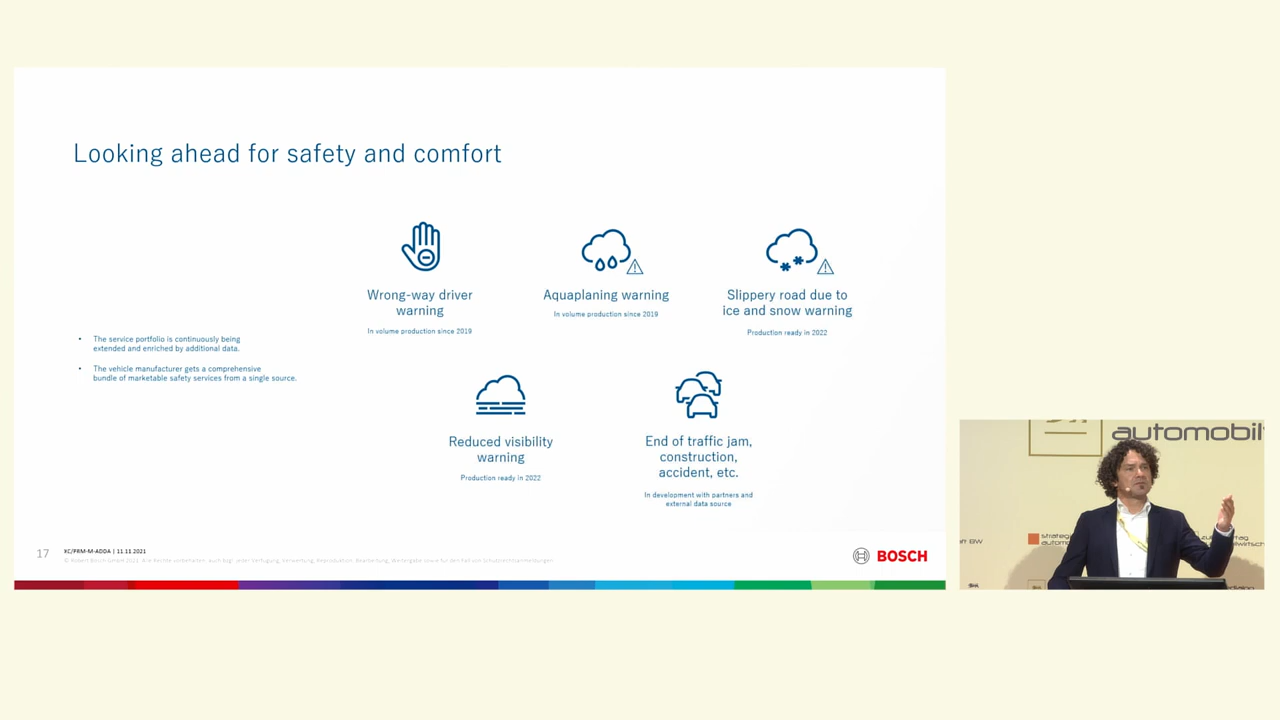 Looking ahead for safety and comfort
Wrong-way driver
warning
In volume production since 2019
Aquaplaning warning
In volume production since 2019
Slippery road due to
ice and snow warning
Production ready in 2022
• The service portfolio is continuously being
extended and enriched by additional data.
• The vehicle manufacturer gets a comprehensive
bundle of marketable safety services from a single source.
Reduced visibility
warning
Production ready in 2022
End of traffic jam,
construction,
accident, etc.
In development with partners and
external data source
17
XC/PRM-M-ADDA | 11.11.2021
BOSCH
automobil
strateg
automo